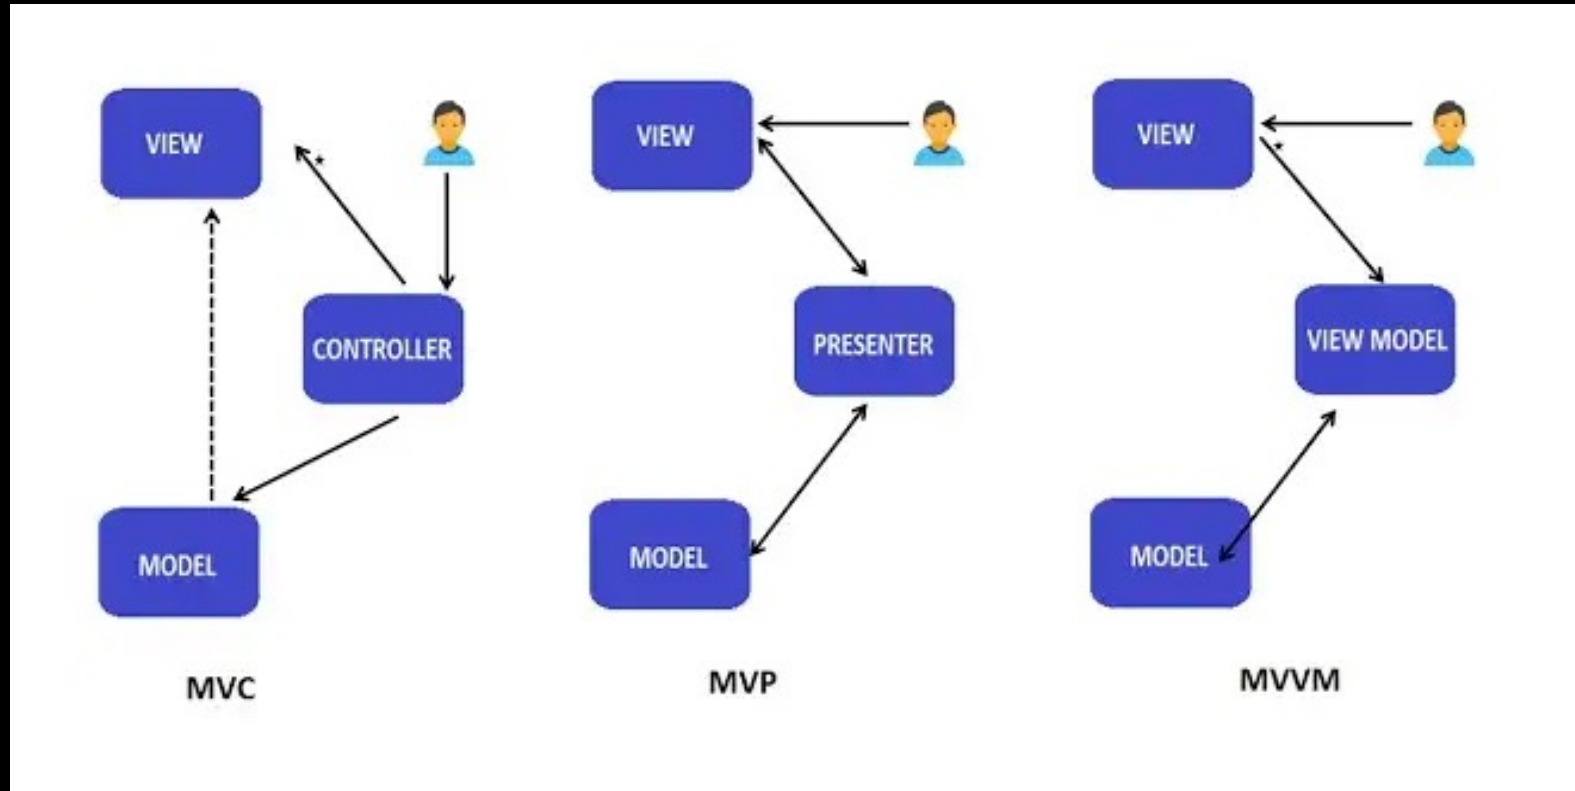 VIEW
CONTROLLER
MODEL
MVC
VIEW
PRESENTER
MODEL
MVP
VIEW
VIEW MODEL
MODEL
MVVM